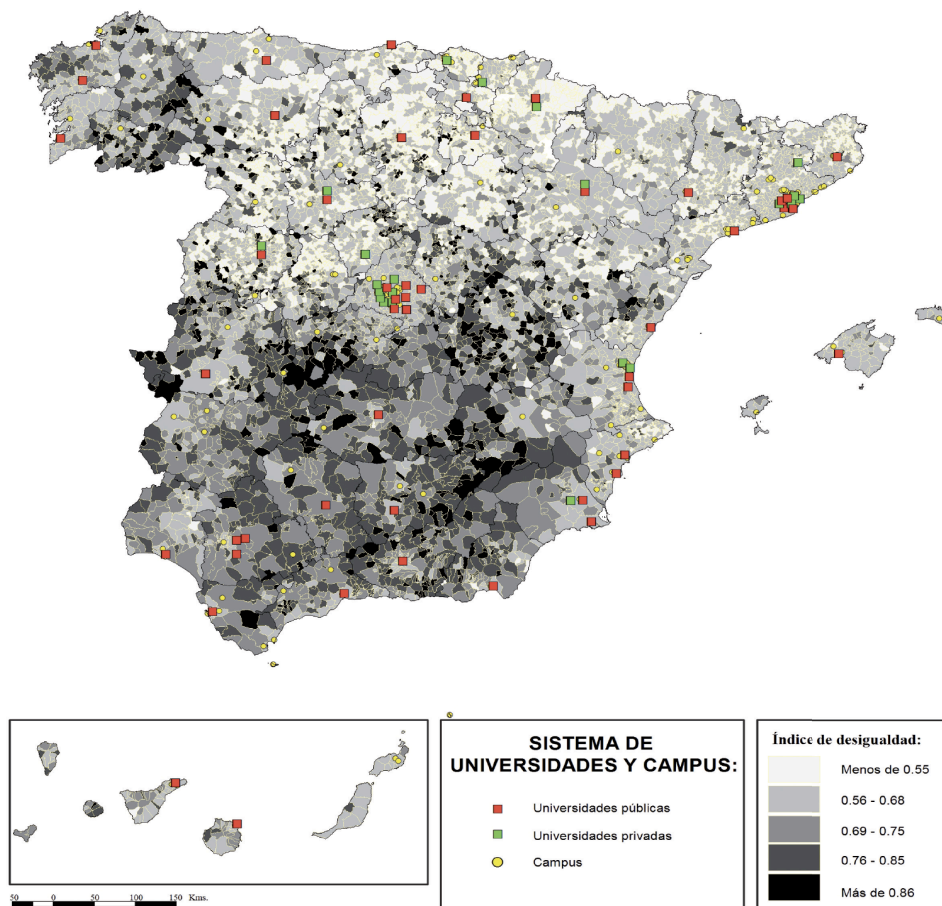 SISTEMA DE
UNIVERSIDADES Y CAMPUS:
Universidades públicas
Universidades privadas
Campus
Índice de desigualdad:
Menos de 0.55
0.56 - 0.68
0.69 - 0.75
0.76 - 0.85
Más de 0.86
50 0 50 100 150 Kms.